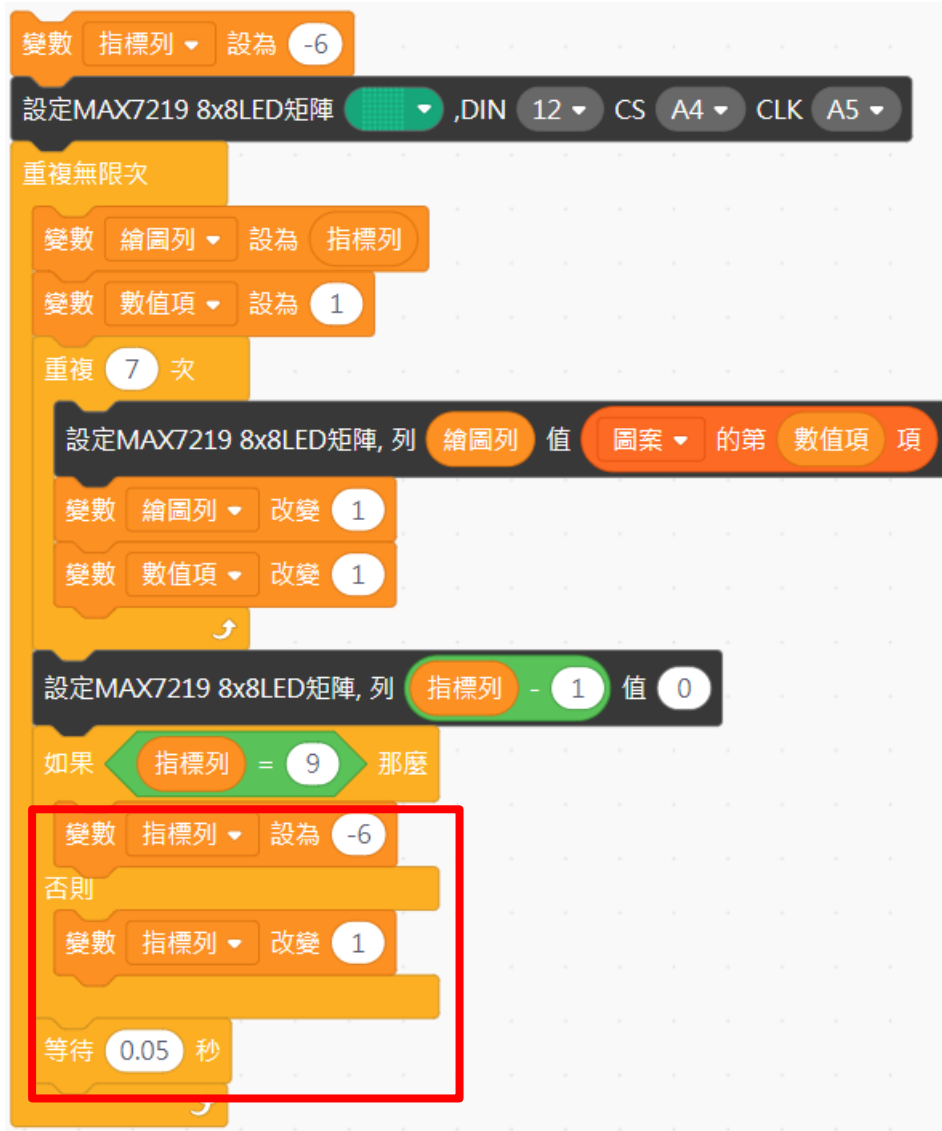 變數 指標列 設為 -6
設定MAX7219 8x8LED矩陣 ,DIN 12 CS A4 CLK A5
重複無限次
變數 繪圖列 設為 指標列
變數 數值項 設為 1
重複 7 次
設定MAX7219 8x8LED矩陣, 列 繪圖列 值 圖案 的第 數值項 項
變數 繪圖列 改變 1
變數 數值項 改變 1
設定MAX7219 8x8LED矩陣, 列 指標列 - 1 值 0
如果 指標列 = 9 那麼
變數 指標列 設為 -6
否則
變數 指標列 改變 1
等待 0.05 秒